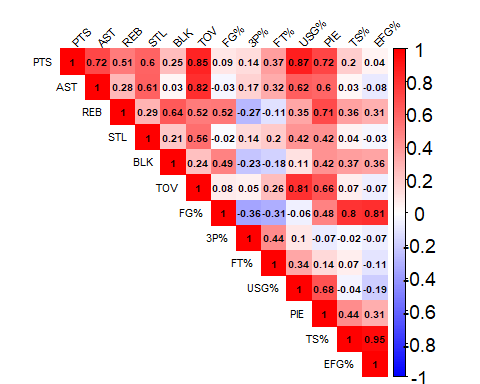 PTS AST REB STL BLK TOV FG% 3P% FT% USG% PIE TS% EFG%
PTS 1 0.72 0.51 0.6 0.25 0.85 0.09 0.14 0.37 0.87 0.72 0.2 0.04
AST 1 0.28 0.61 0.03 0.82 -0.03 0.17 0.32 0.62 0.6 0.03 -0.08
REB 1 0.29 0.64 0.52 0.52 -0.27 -0.11 0.35 0.71 0.36 0.31
STL 1 0.21 0.56 -0.02 0.14 0.2 0.42 0.42 0.04 -0.03
BLK 1 0.24 0.49 -0.23 -0.18 0.11 0.42 0.37 0.36
TOV 1 0.08 0.05 0.26 0.81 0.66 0.07 -0.07
FG% 1 -0.36 -0.31 -0.06 0.48 0.8 0.81
3P% 1 0.44 0.1 -0.07 -0.02 -0.07
FT% 1 0.34 0.14 0.07 -0.11
USG% 1 0.68 -0.04 -0.19
PIE 1 0.44 0.31
TS% 1 0.95
EFG% 1
1
0.8
0.6
0.4
0.2
0
-0.2
-0.4
-0.6
-0.8
-1